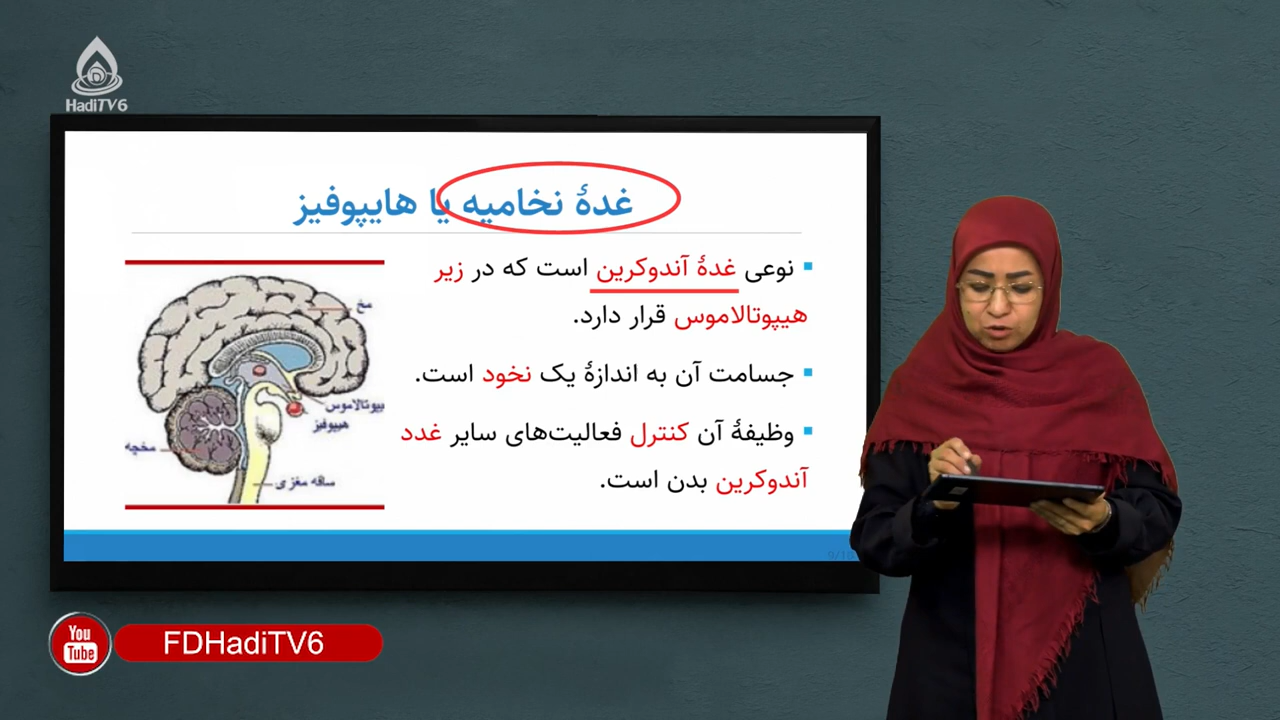 HadiTV6
غدۀ نخامیه یا هایپوفیز
نوعی غدۀ آندوکرین است که در زیر
هیپوتالاموس قرار دارد.
جسامت آن به اندازۀ یک نخود است.
وظیفۀ آن کنترل فعالیت‌های سایر غدد
آندوکرین بدن است.
مخ
هیپوفیز
مخچه
ساقه مغزی
9/10
You
Tube
FDHadiTV6